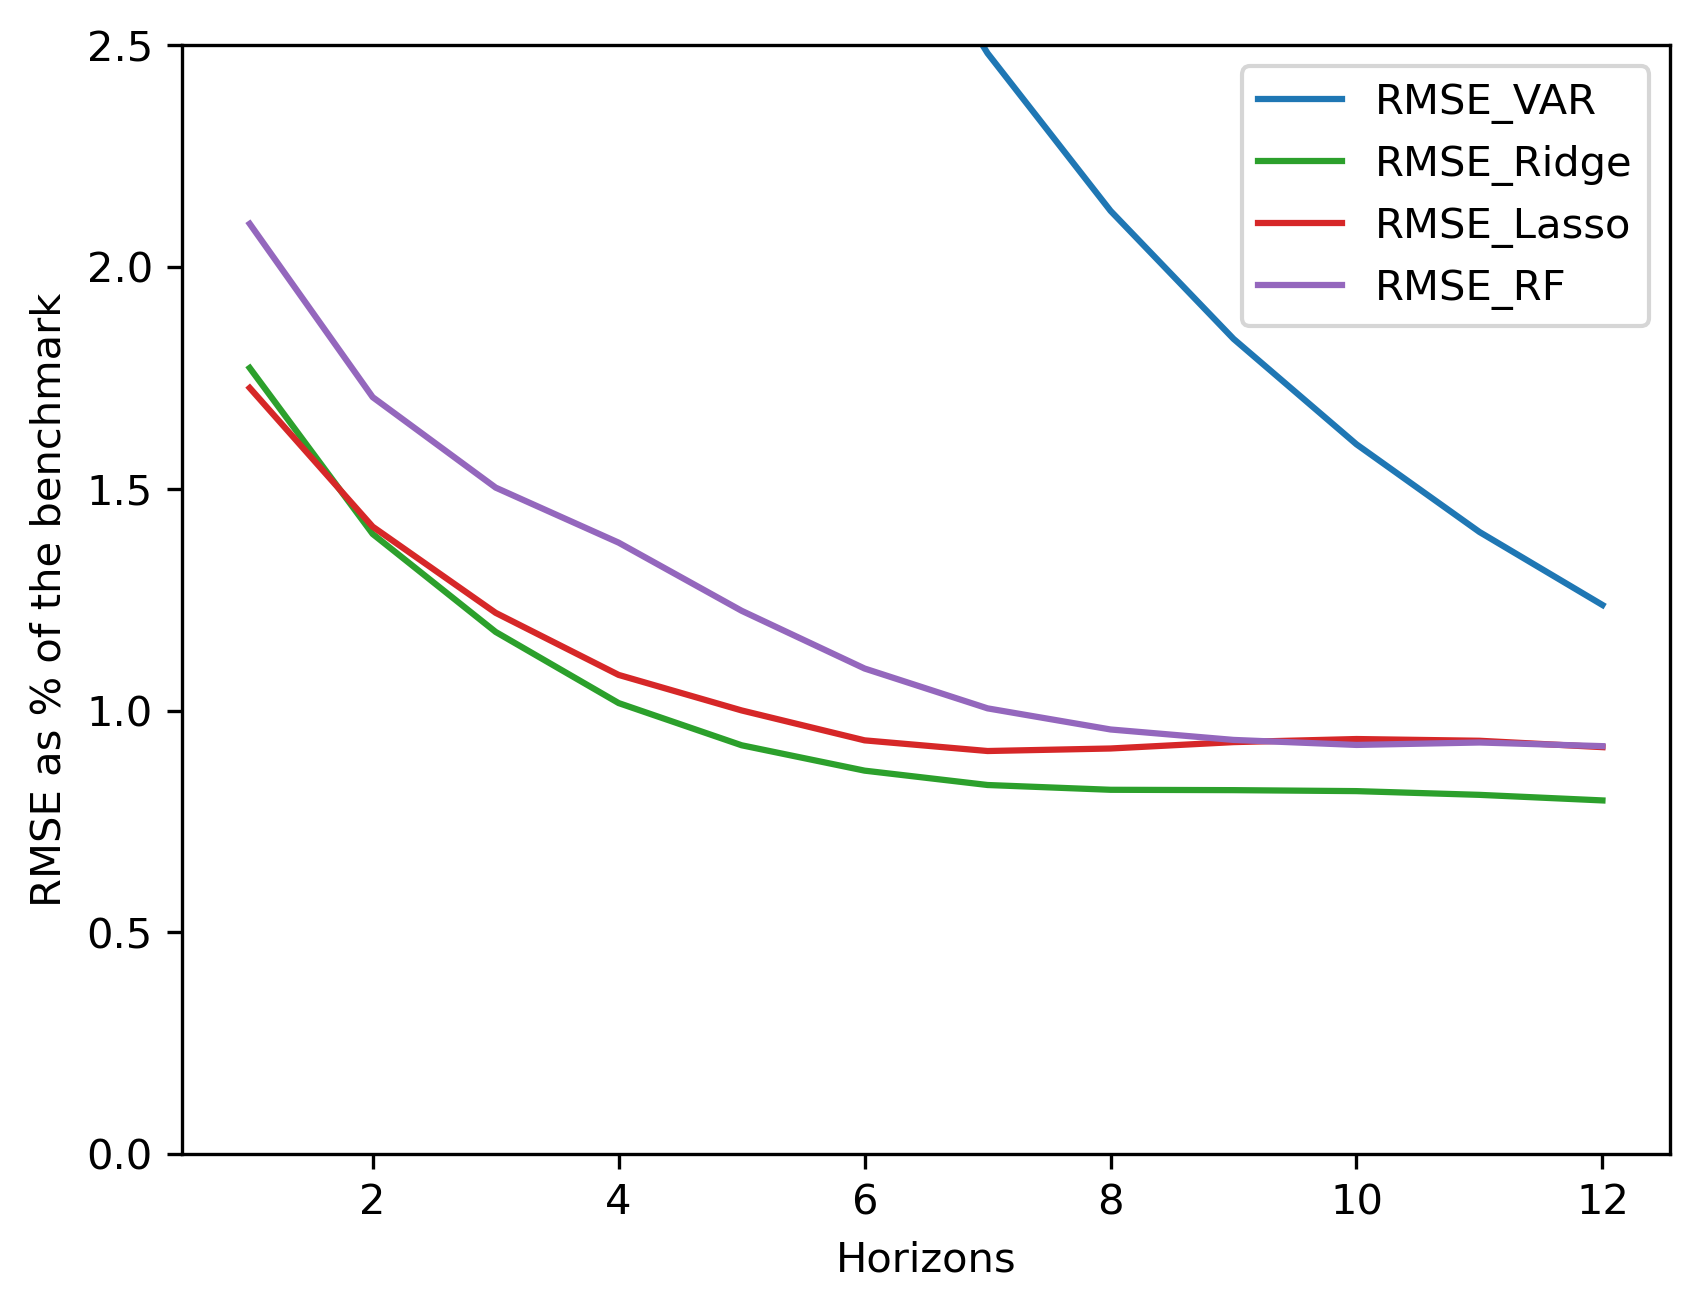 2.5
2.0
1.5
1.0
0.5
0.0
RMSE as % of the benchmark
RMSE_VAR
RMSE_Ridge
RMSE_Lasso
RMSE_RF
2 4 6 8 10 12
Horizons